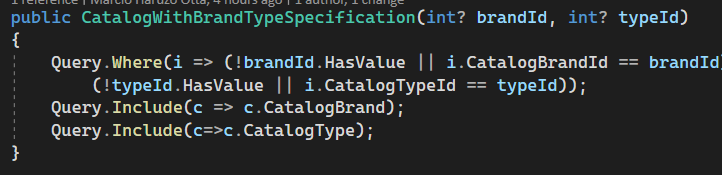 1 reference | Marcio Haruzo Otta, 4 hours ago | 1 author, 1 change
public CatalogWithBrandTypeSpecification(int? brandId, int? typeId)
{
Query.Where(i => (!brandId.HasValue || i.CatalogBrandId == brandId
(!typeId.HasValue || i.CatalogTypeId == typeId));
Query.Include(c => c.CatalogBrand);
Query.Include(c=>c.CatalogType);
}